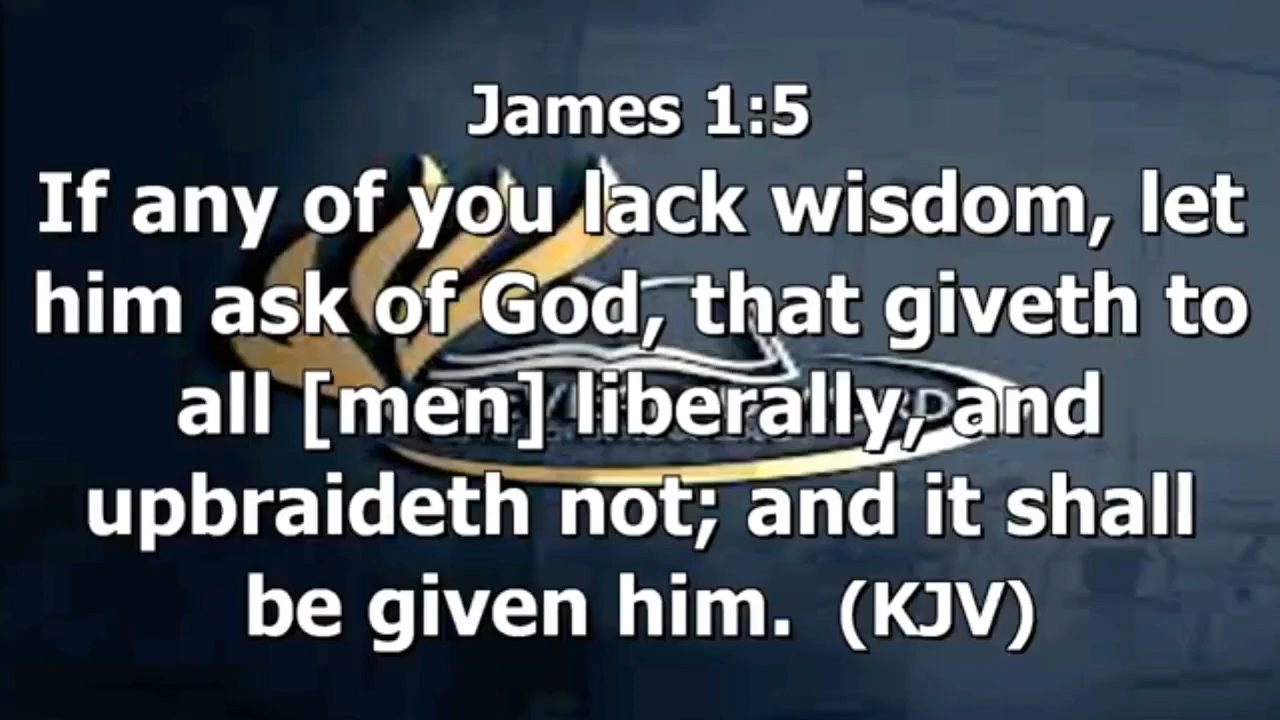 James 1:5
If any of you lack wisdom, let
him ask of God, that giveth to
all [men] liberally, and
upbraideth not; and it shall
be given him.  (KJV)